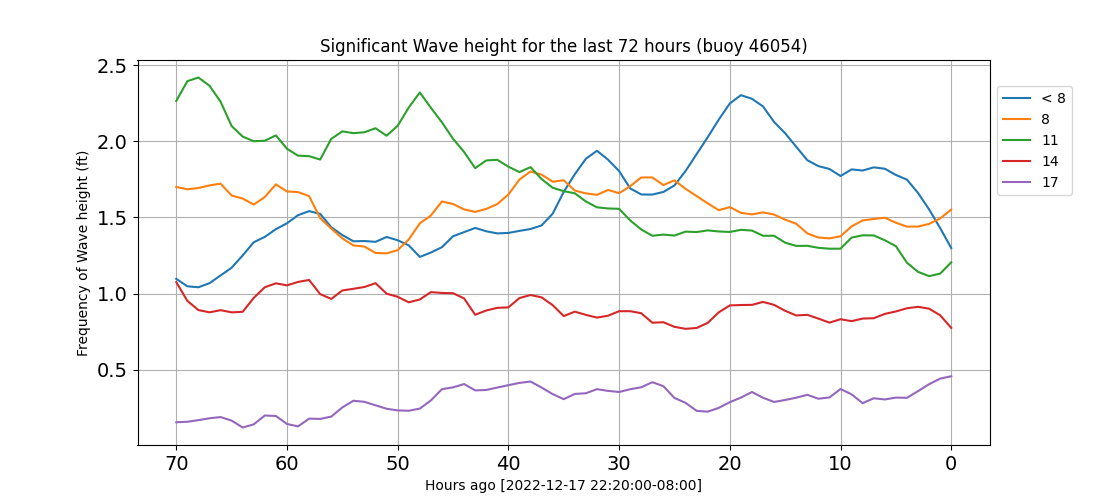 Significant Wave height for the last 72 hours (buoy 46054)
Frequency of Wave height (ft)
2.5
2.0
1.5
1.0
0.5
70 60 50 40 30 20 10 0
Hours ago [2022-12-17 22:20:00-08:00]
< 8
8
11
14
17